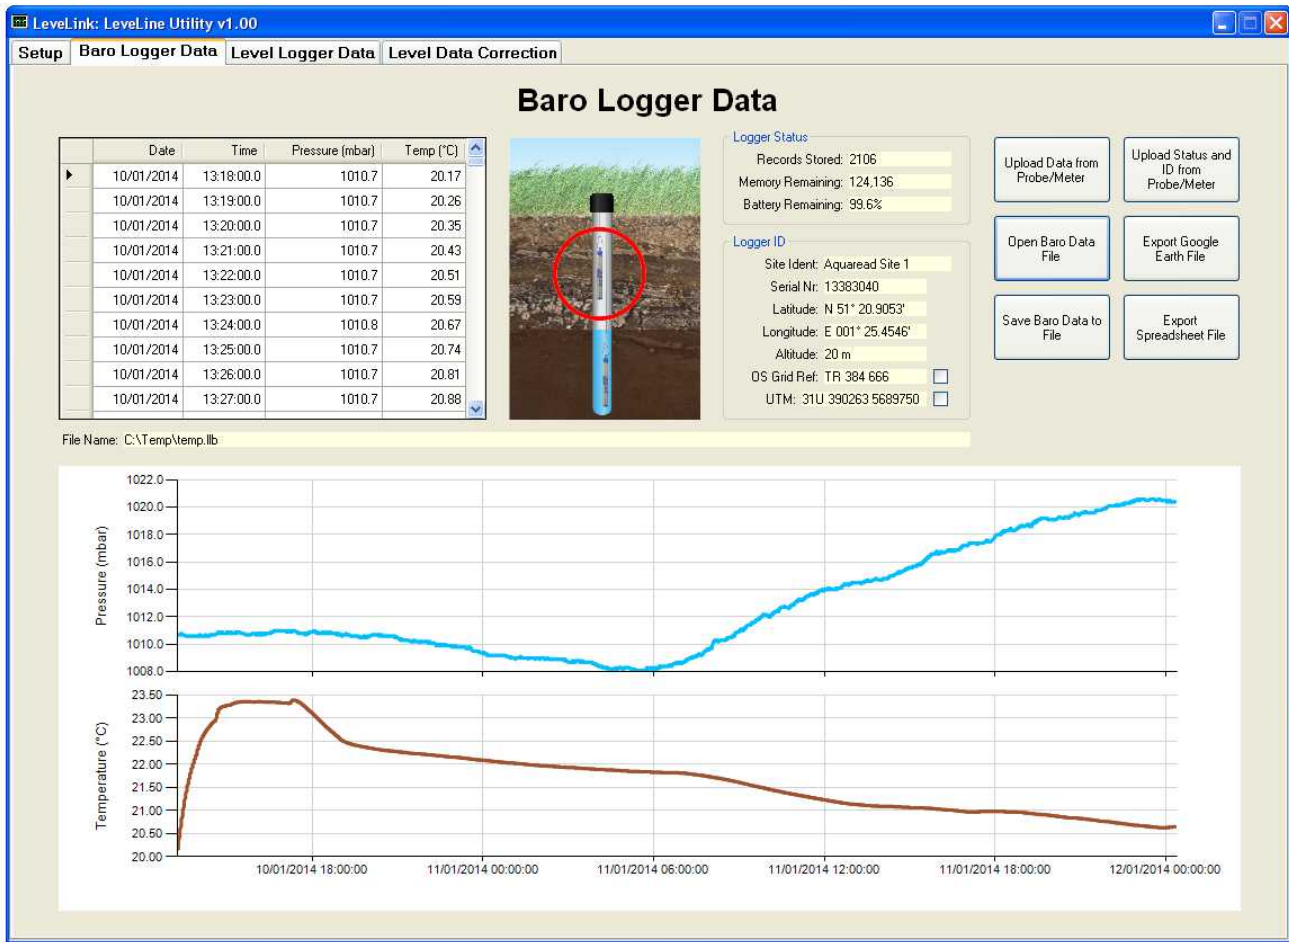 LeveLink: LeveLine Utility v1.00
Setup Baro Logger Data Level Logger Data Level Data Correction
Baro Logger Data
Date Time Pressure (mbar) Temp (°C)
10/01/2014 13:18:00.0 1010.7 20.17
10/01/2014 13:19:00.0 1010.7 20.26
10/01/2014 13:20:00.0 1010.7 20.35
10/01/2014 13:21:00.0 1010.7 20.43
10/01/2014 13:22:00.0 1010.7 20.51
10/01/2014 13:23:00.0 1010.7 20.59
10/01/2014 13:24:00.0 1010.8 20.67
10/01/2014 13:25:00.0 1010.7 20.74
10/01/2014 13:26:00.0 1010.7 20.81
10/01/2014 13:27:00.0 1010.7 20.88
Logger Status
Records Stored: 2106
Memory Remaining: 124,136
Battery Remaining: 99.6%
Logger ID
Site Ident: Aquaread Site 1
Serial Nr: 13383040
Latitude: N 51° 20.9053'
Longitude: E 001° 25.4546'
Altitude: 20 m
OS Grid Ref: TR 384 666
UTM: 31U 390263 5689750
Upload Data from
Probe/Meter
Upload Status and
ID from
Probe/Meter
Open Baro Data
File
Export Google
Earth File
Save Baro Data to
File
Export
Spreadsheet File
File Name: C:\Temp\temp.llb
Pressure (mbar)
1022.0
1020.0
1018.0
1016.0
1014.0
1012.0
1010.0
1008.0
Temperature (°C)
23.50
23.00
22.50
22.00
21.50
21.00
20.50
20.00
10/01/2014 18:00:00 11/01/2014 00:00:00 11/01/2014 06:00:00 11/01/2014 12:00:00 11/01/2014 18:00:00 12/01/2014 00:00:00